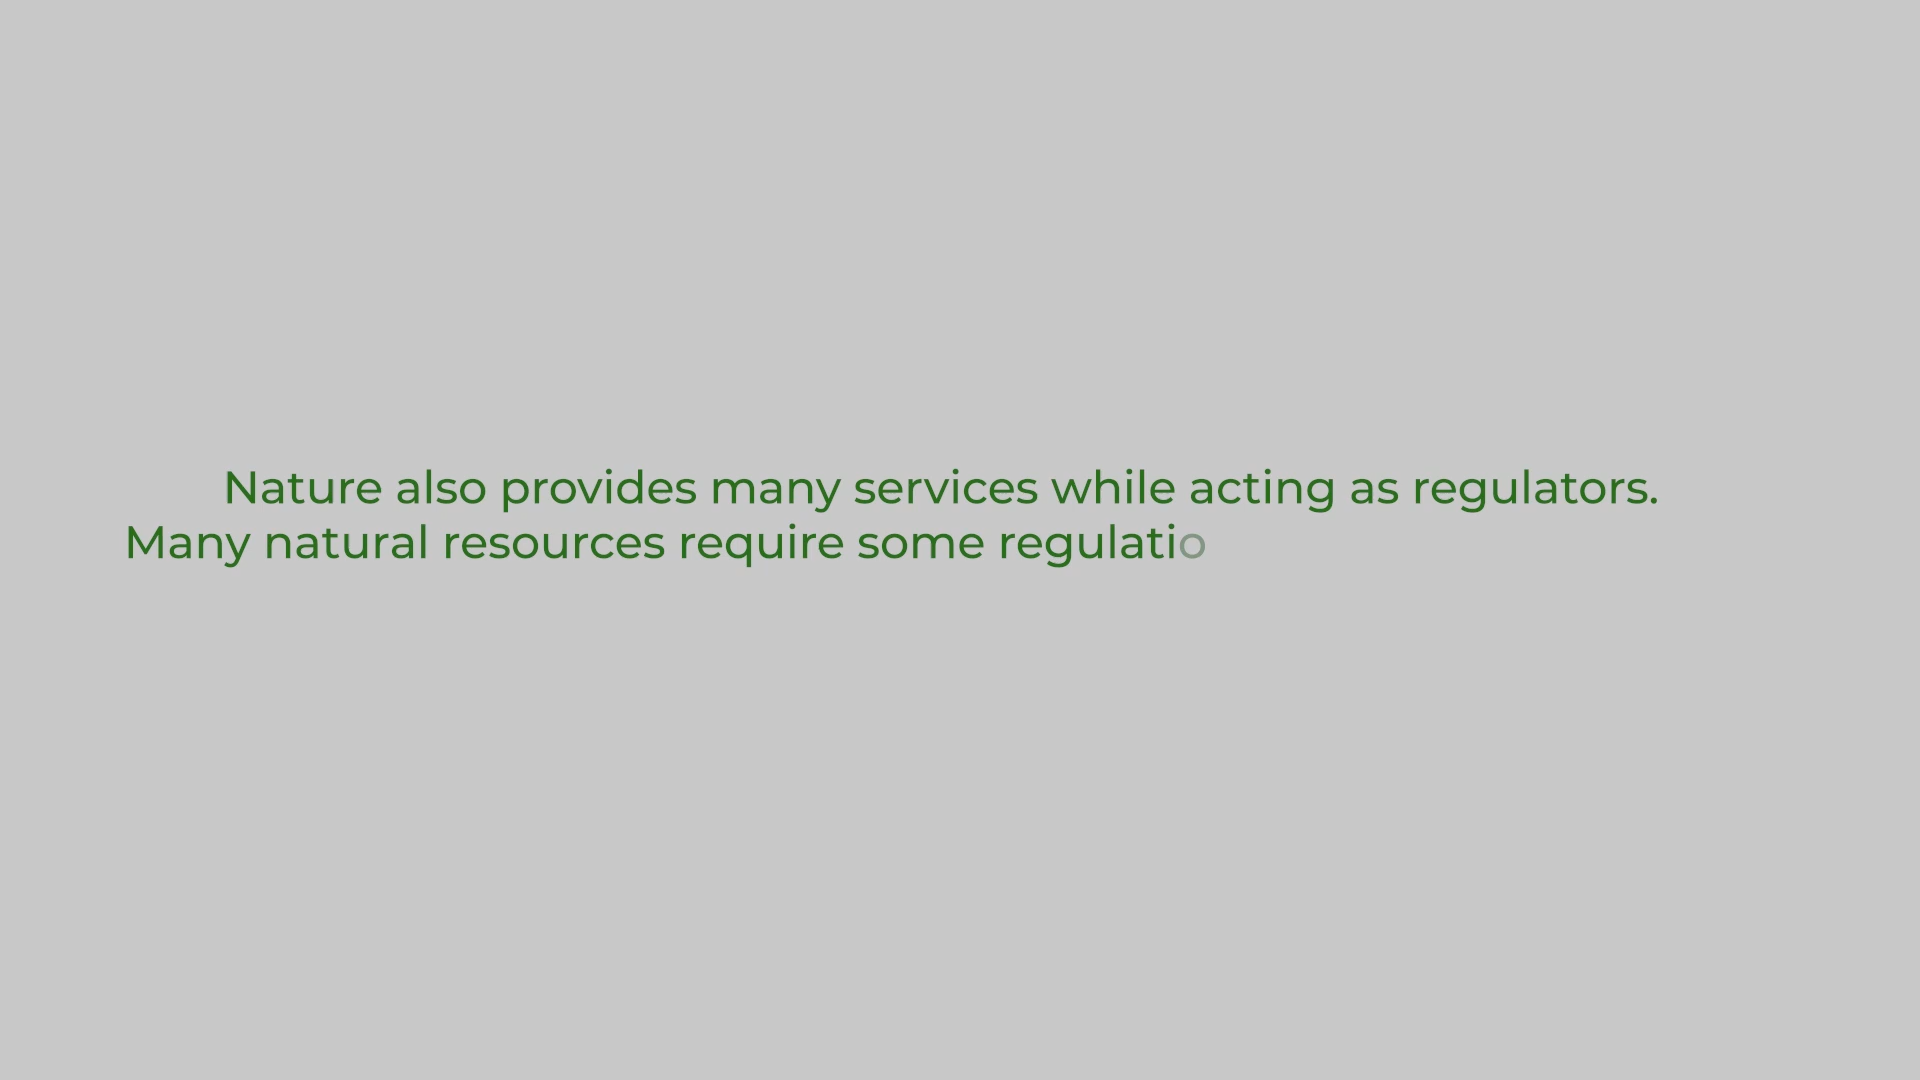 Nature also provides many services while acting as regulators.
Many natural resources require some regulatio